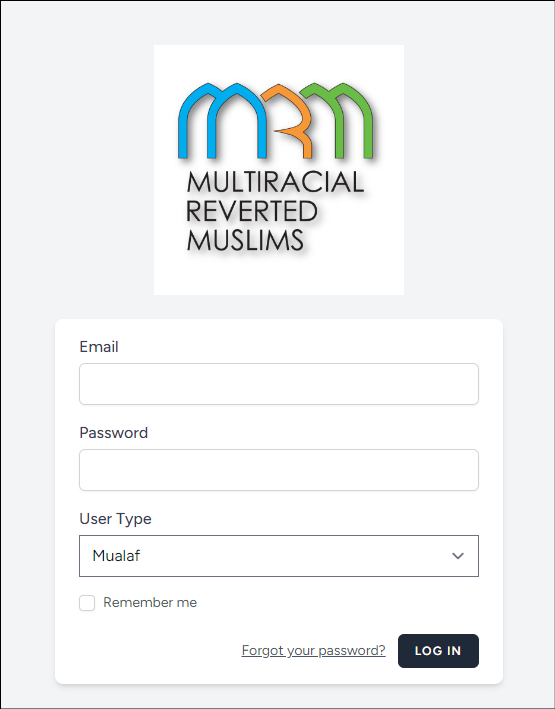 MRM
MULTIRACIAL
REVERTED
MUSLIMS
Email
Password
User Type
Mualaf
Remember me
Forgot your password? LOG IN